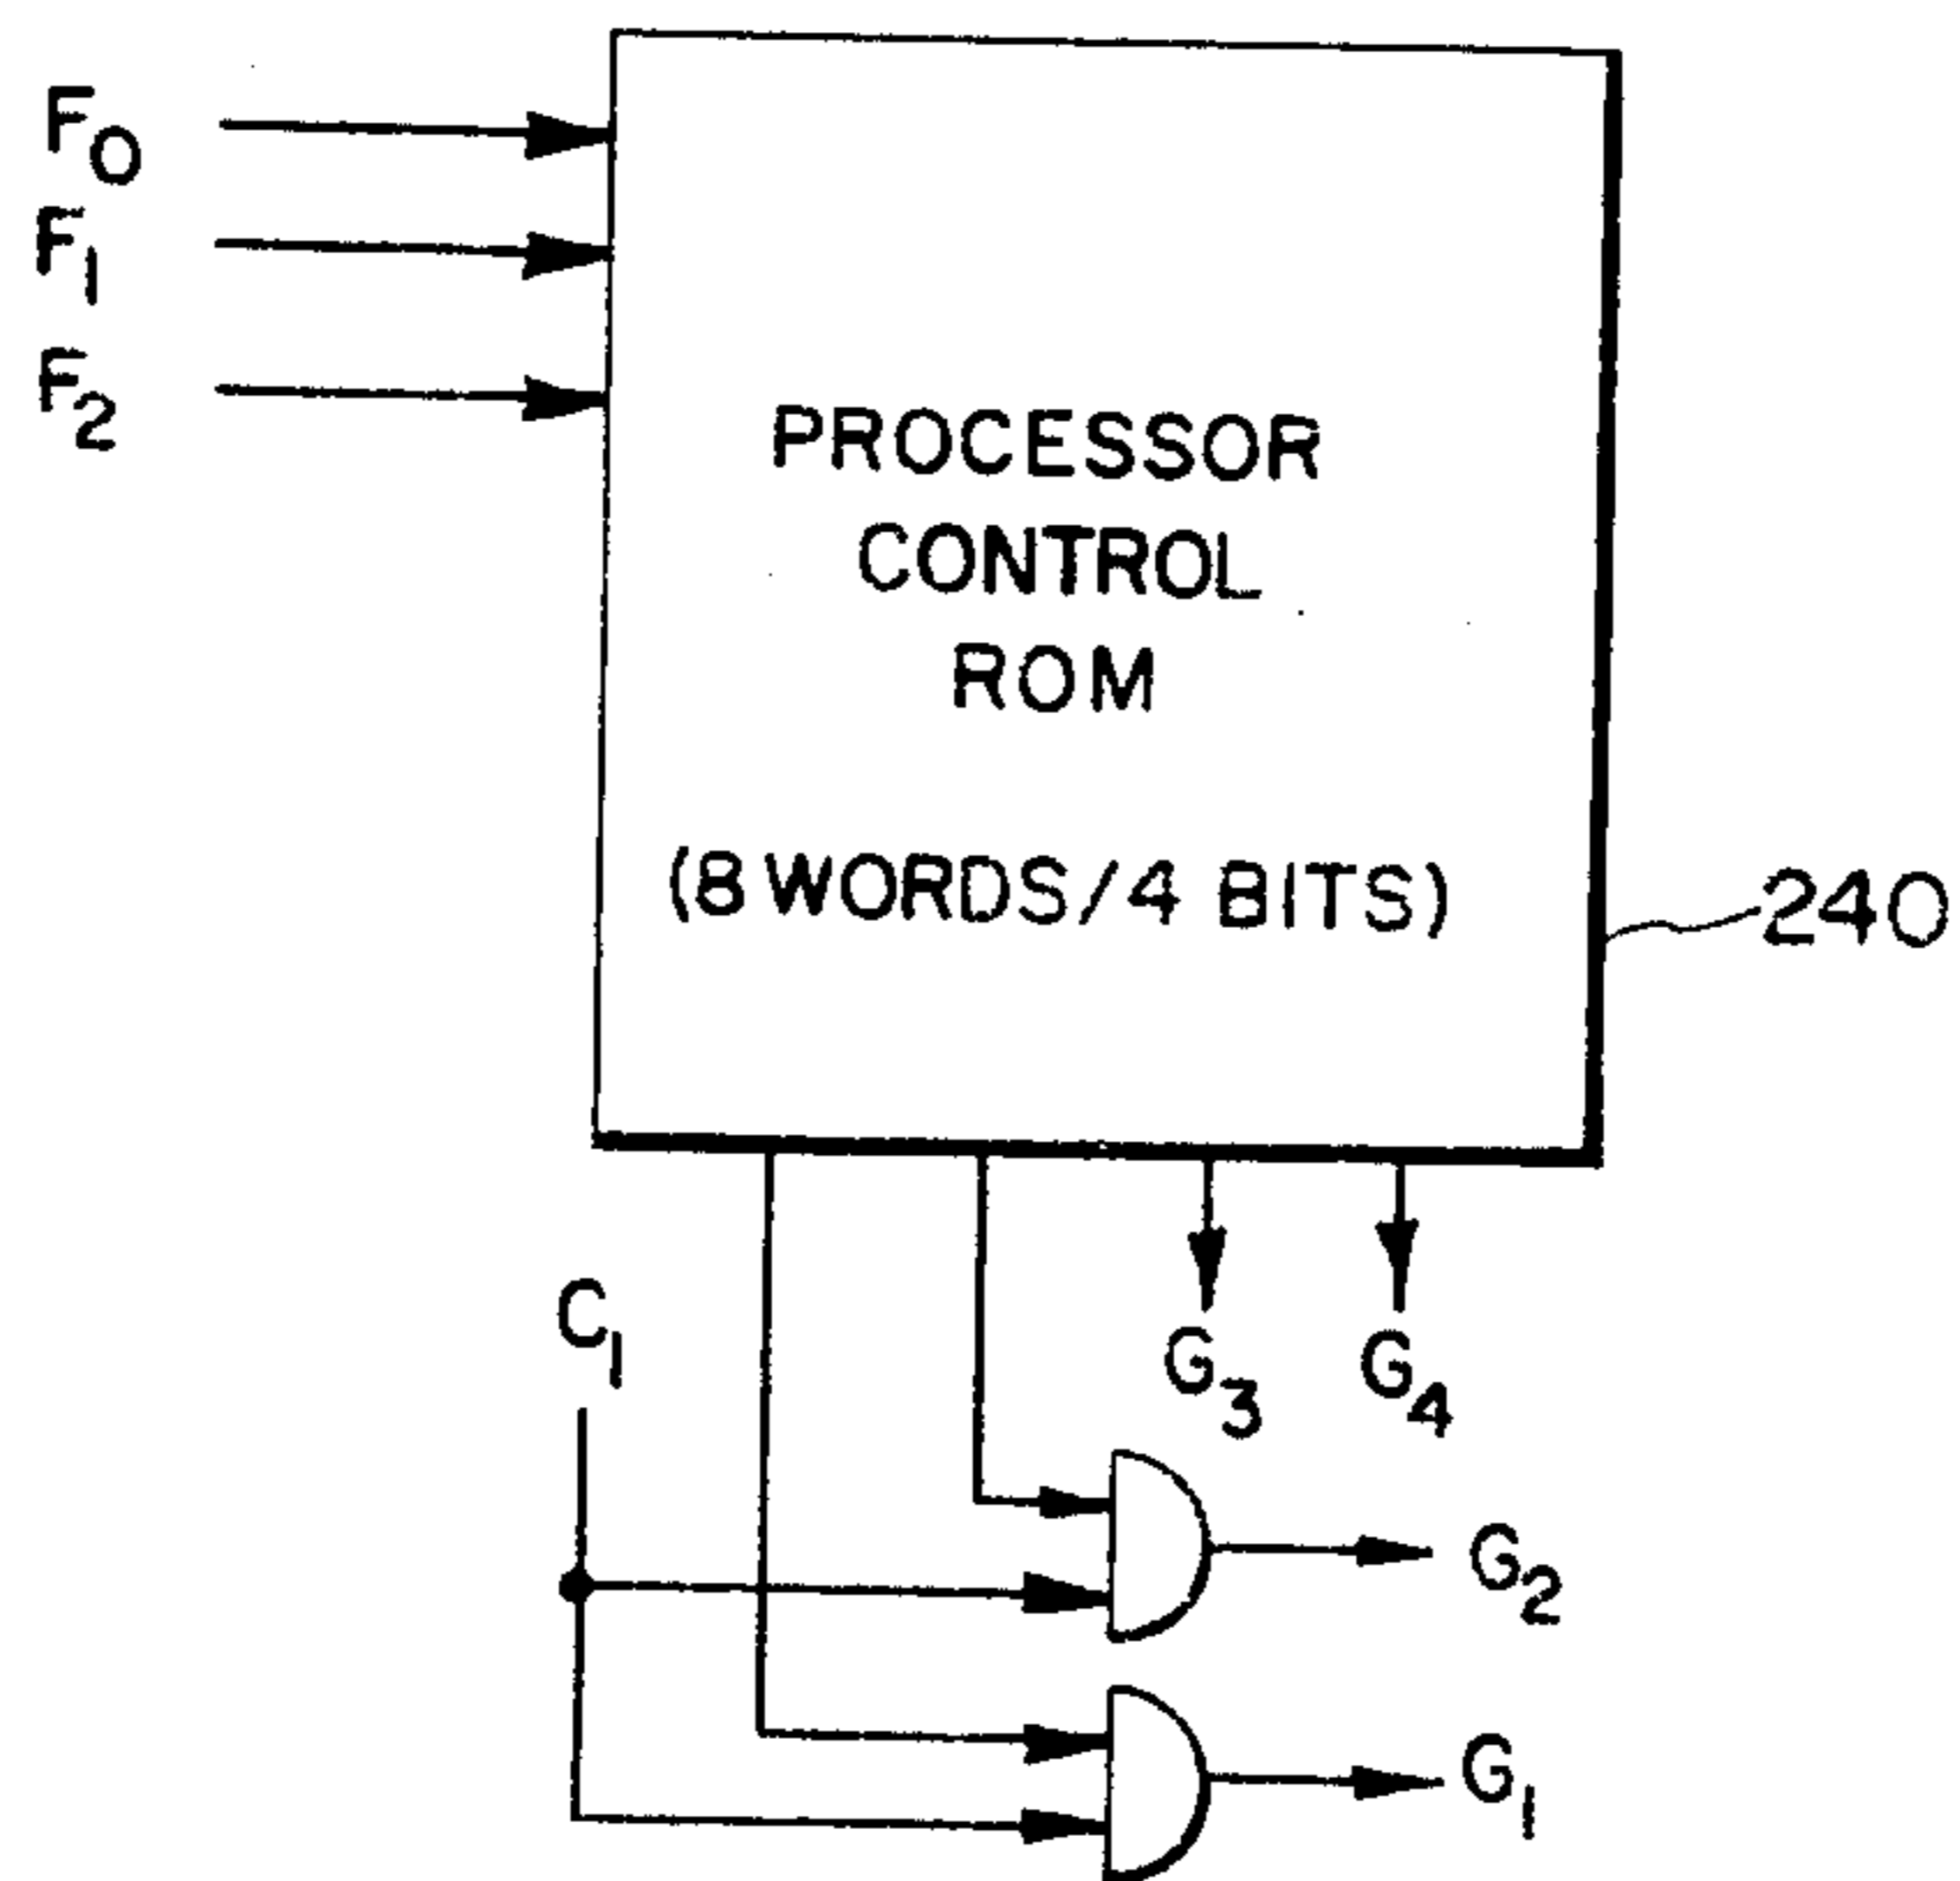 F0
F1
F2
PROCESSOR
CONTROL
ROM
(8 WORDS/4 BITS)
240
C1
G3
G4
G2
G1